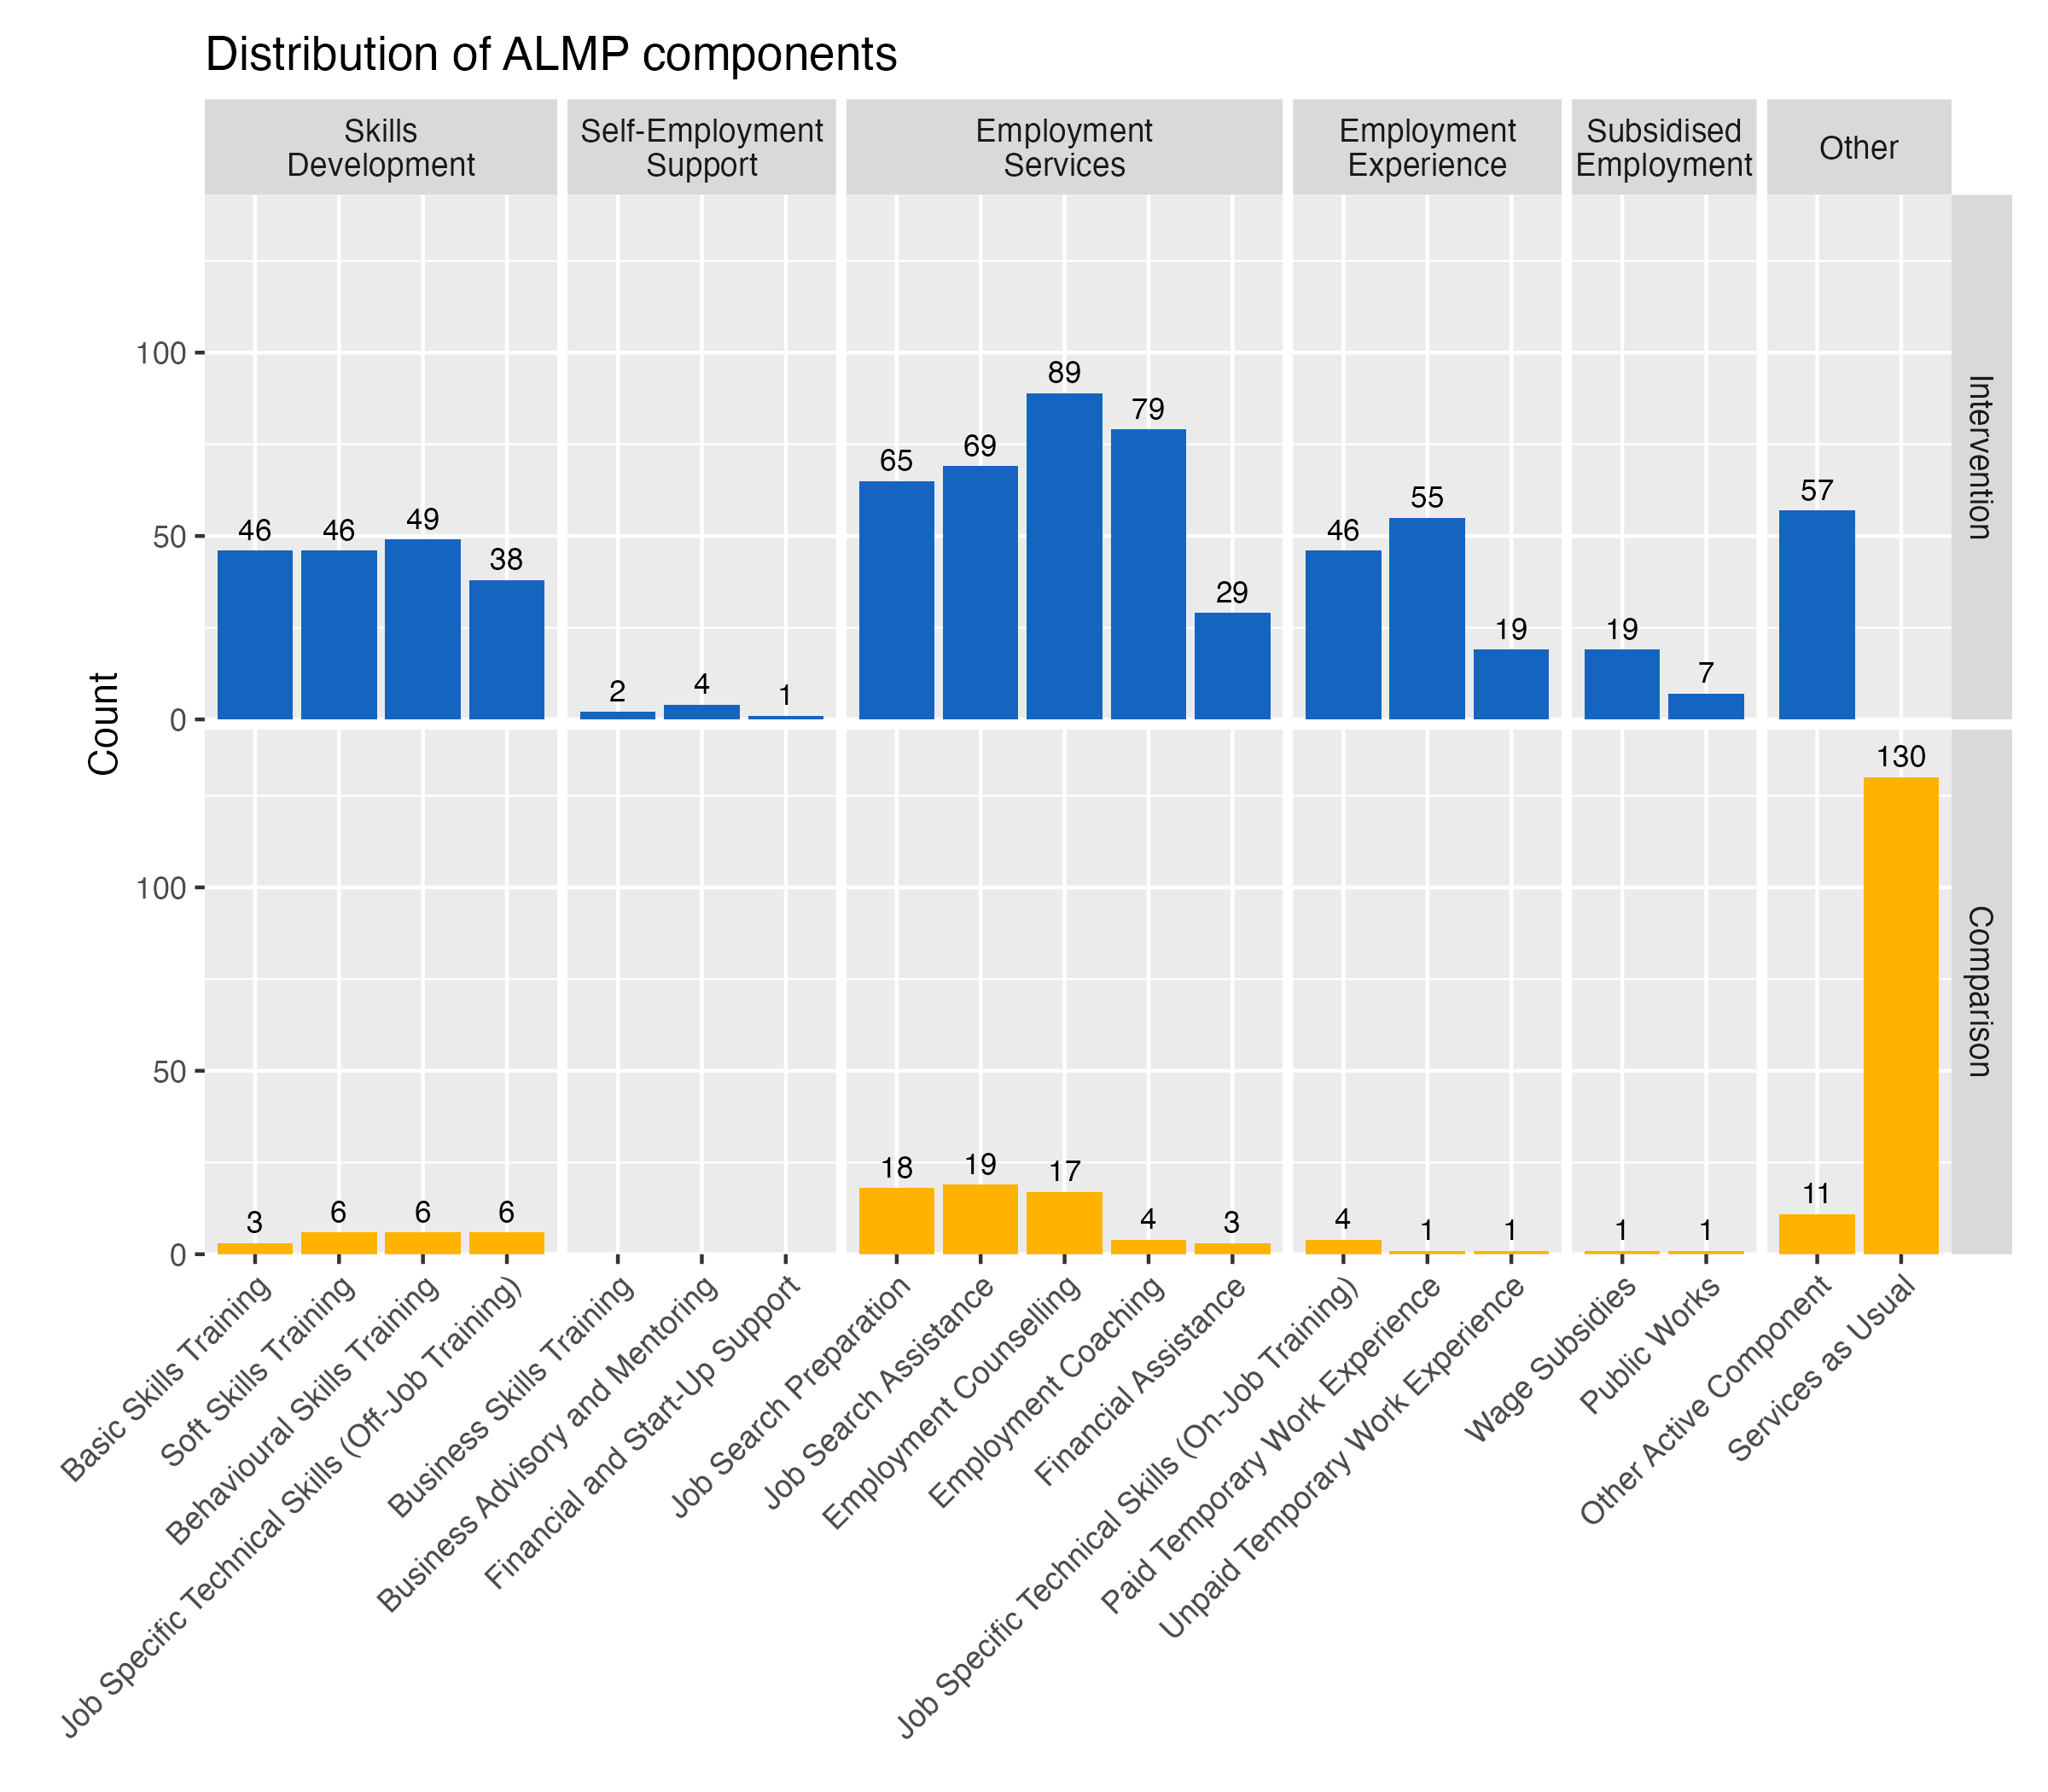 Distribution of ALMP components
Skills
Development
Self-Employment
Support
Employment
Services
Employment
Experience
Subsidised
Employment
Other
Count
100
50
0
46
46
49
38
2
4
1
65
69
89
79
29
46
55
19
19
7
57
Intervention
100
50
0
3
6
6
6
18
19
17
4
3
4
1
1
1
1
11
130
Comparison
Basic Skills Training
Soft Skills Training
Behavioural Skills Training
Job Specific Technical Skills (Off-Job Training)
Business Skills Training
Business Advisory and Mentoring
Financial and Start-Up Support
Job Search Preparation
Job Search Assistance
Employment Counselling
Employment Coaching
Financial Assistance
Job Specific Technical Skills (On-Job Training)
Paid Temporary Work Experience
Unpaid Temporary Work Experience
Wage Subsidies
Public Works
Other Active Component
Services as Usual